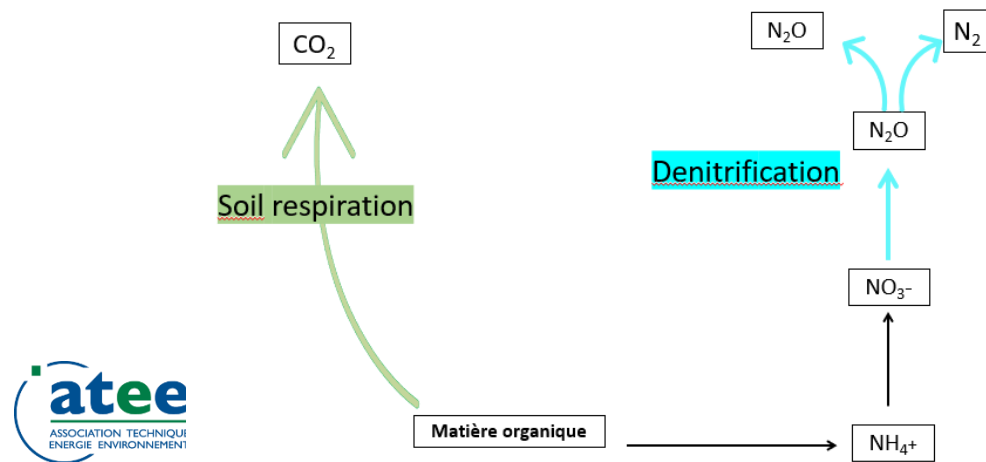 CO₂
N₂O
N₂
N₂O
Denitrification
Soil respiration
NO₃-
atee
ASSOCIATION TECHNIQUE
ENERGIE ENVIRONNEMENT
Matière organique
NH₄+